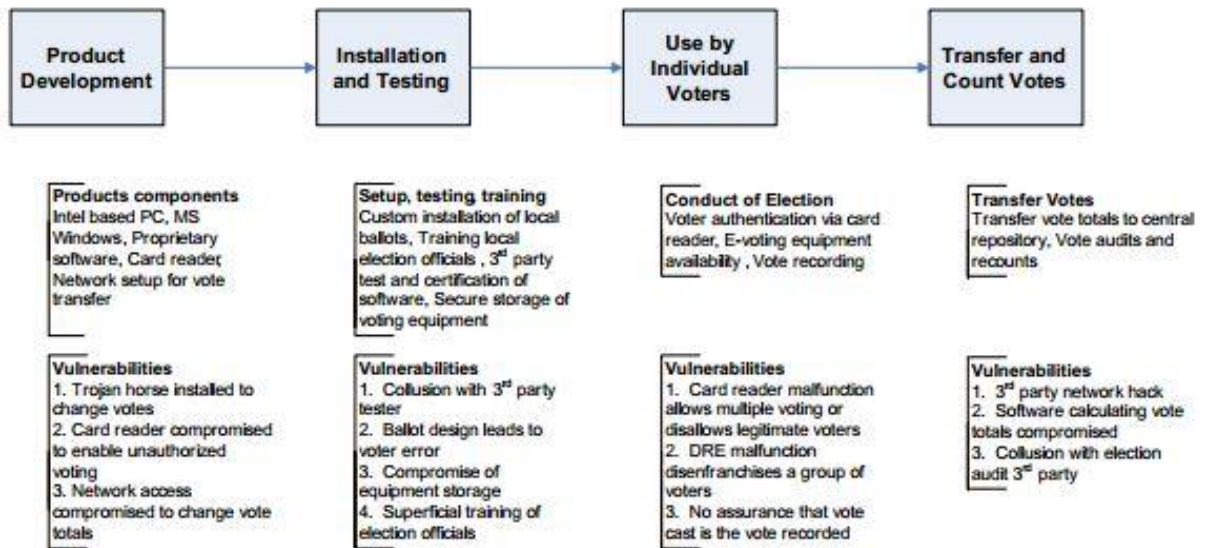 Product
Development
Installation
and Testing
Use by
Individual
Voters
Transfer and
Count Votes
Products components
Intel based PC, MS
Windows, Proprietary
software, Card reader,
Network setup for vote
transfer
Setup, testing, training
Custom installation of local
ballots, Training local
election officials , 3rd party
test and certification of
software, Secure storage of
voting equipment
Conduct of Election
Voter authentication via card
reader, E-voting equipment
availability , Vote recording
Transfer Votes
Transfer vote totals to central
repository, Vote audits and
recounts
Vulnerabilities
1. Trojan horse installed to
change votes
2. Card reader compromised
to enable unauthorized
voting
3. Network access
compromised to change vote
totals
Vulnerabilities
1. Collusion with 3rd party
tester
2. Ballot design leads to
voter error
3. Compromise of
equipment storage
4. Superficial training of
election officials
Vulnerabilities
1. Card reader malfunction
allows multiple voting or
disallows legitimate voters
2. DRE malfunction
disenfranchises a group of
voters
3. No assurance that vote
cast is the vote recorded
Vulnerabilities
1. 3rd party network hack
2. Software calculating vote
totals compromised
3. Collusion with election
audit 3rd party